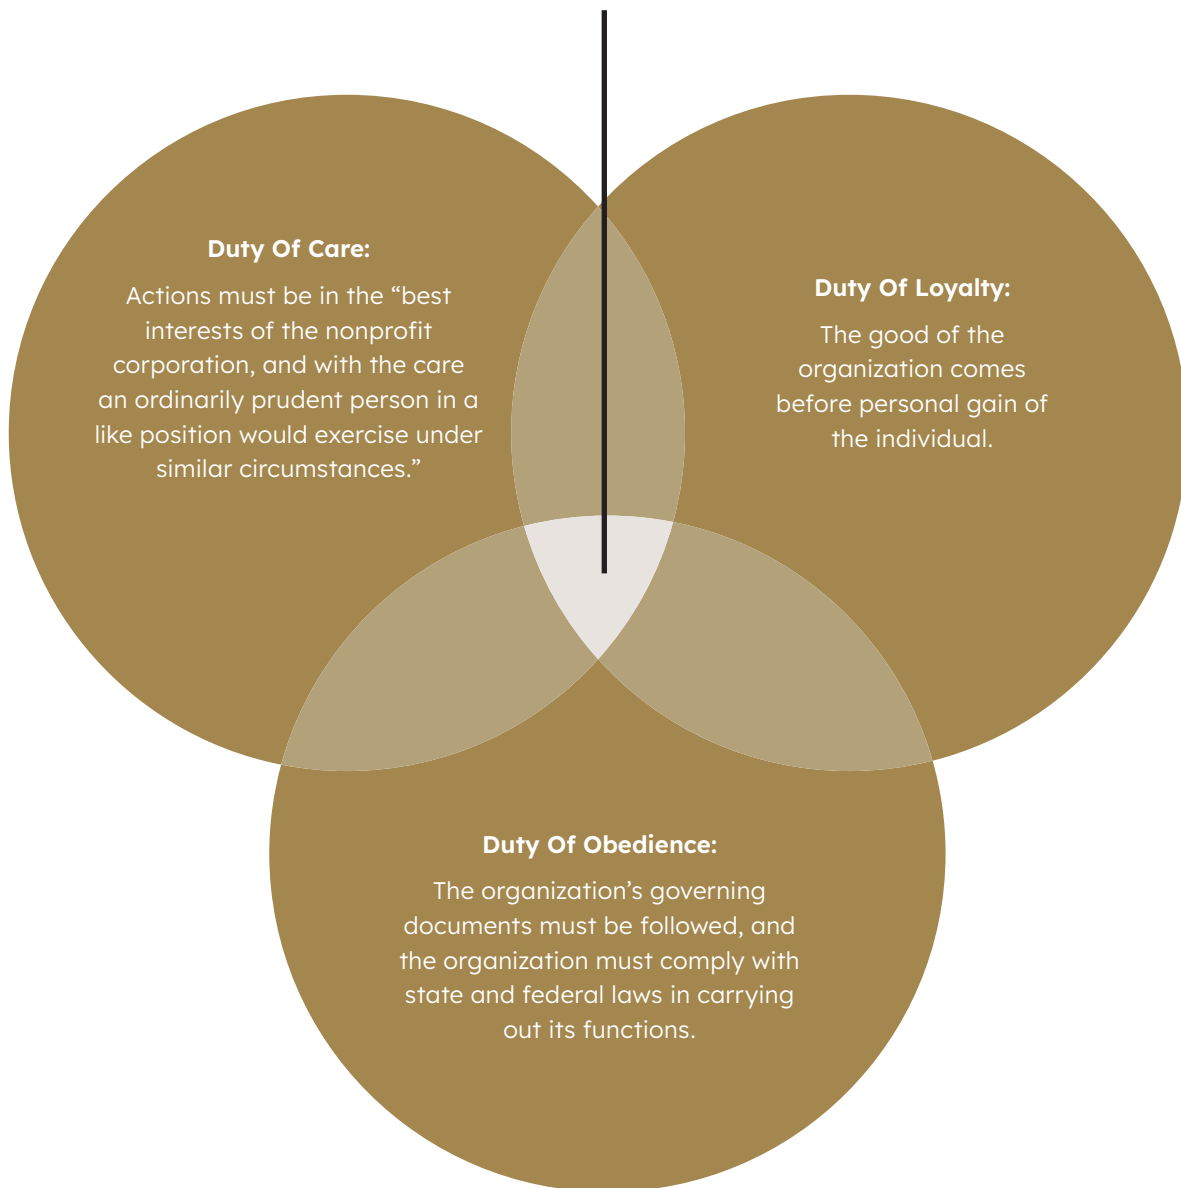 Duty Of Care:
Actions must be in the “best
interests of the nonprofit
corporation, and with the care
an ordinarily prudent person in a
like position would exercise under
similar circumstances.”
Duty Of Loyalty:
The good of the
organization comes
before personal gain of
the individual.
Duty Of Obedience:
The organization’s governing
documents must be followed, and
the organization must comply with
state and federal laws in carrying
out its functions.